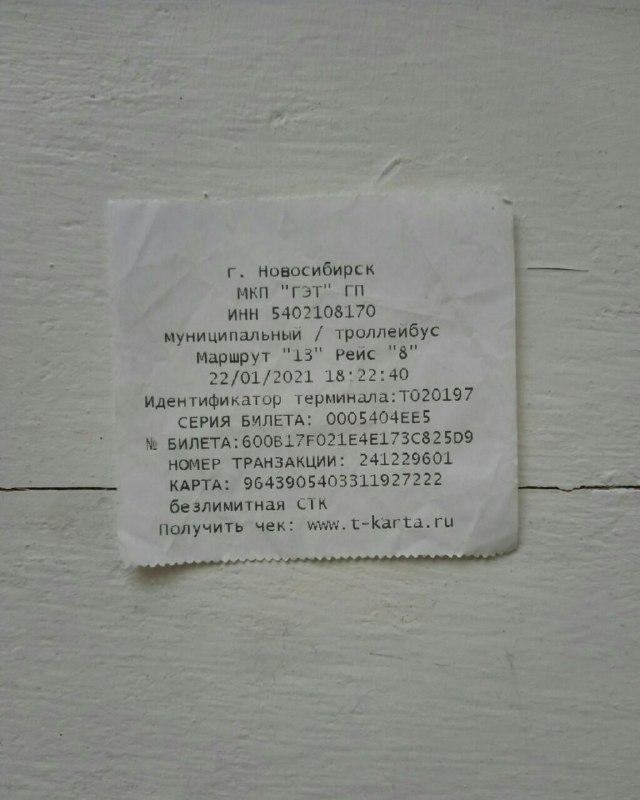 г. Новосибирск
МКП "ГЭТ" ГП
ИНН 5402108170
муниципальный / троллейбус
Маршрут "13" Рейс "8"
22/01/2021 18:22:40
Идентификатор терминала:Т020197
СЕРИЯ БИЛЕТА: 0005404EE5
№ БИЛЕТА:600B17F021E4E173C825D9
НОМЕР ТРАНЗАКЦИИ: 241229601
КАРТА: 9643905403311927222
безлимитная СТК
Получить чек: www.t-karta.ru